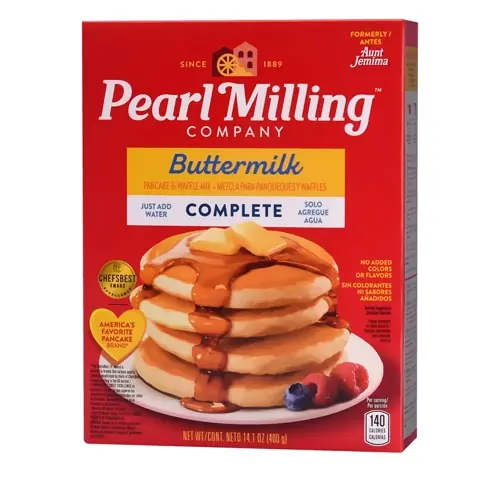 FORMERLY /
ANTES
Aunt
Jemima
SINCE 1889
Pearl Milling™
COMPANY
Buttermilk
PANCAKE & WAFFLE MIX • MEZCLA PARA PANQUEQUES Y WAFFLES
JUST ADD
WATER
COMPLETE
SOLO
AGREGUE
AGUA
NO ADDED
COLORS
OR FLAVORS
SIN COLORANTES
NI SABORES
AÑADIDOS
CHEFSBEST
AWARD
AMERICA'S
FAVORITE
PANCAKE
BRAND*
Per serving/
Por porción
140
CALORIES
CALORÍAS
NET WT/CONT. NETO 14.1 OZ (400 g)